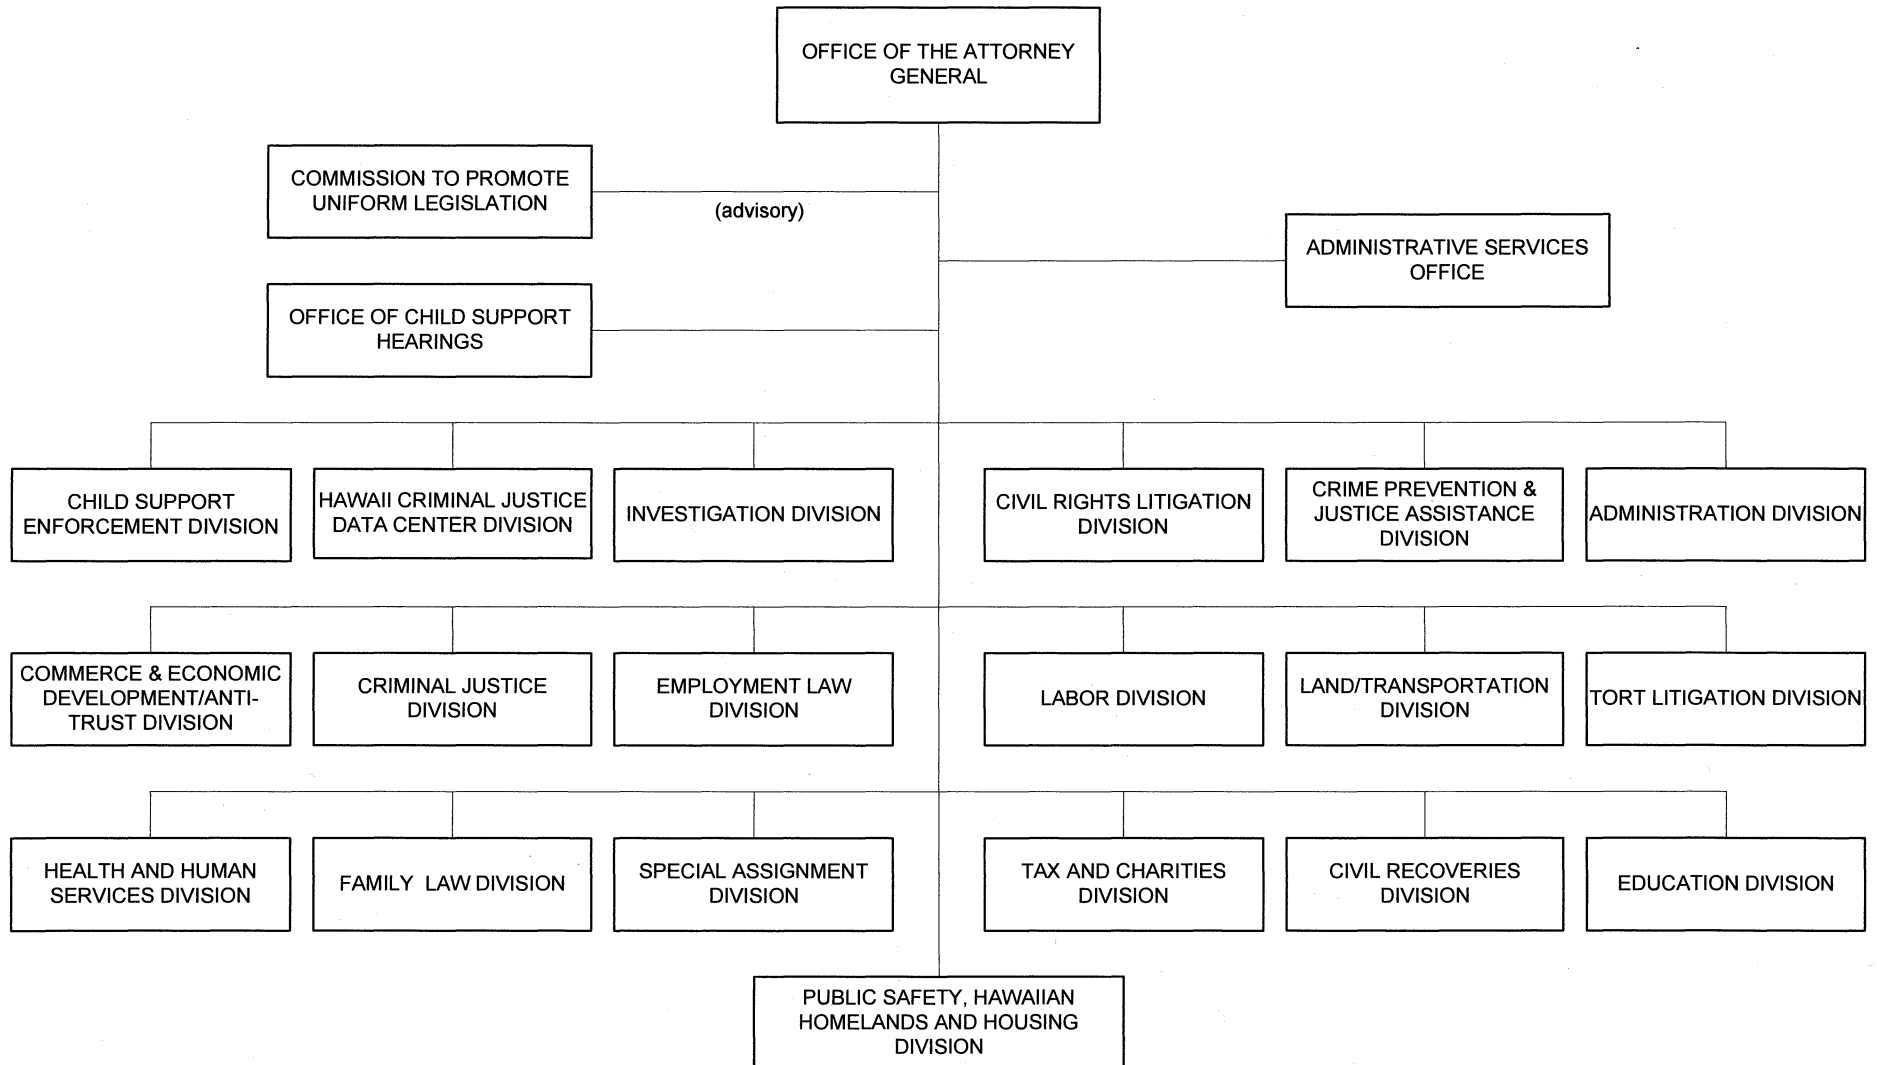 OFFICE OF THE ATTORNEY
GENERAL
COMMISSION TO PROMOTE
UNIFORM LEGISLATION
(advisory)
ADMINISTRATIVE SERVICES
OFFICE
OFFICE OF CHILD SUPPORT
HEARINGS
CHILD SUPPORT
ENFORCEMENT DIVISION
HAWAII CRIMINAL JUSTICE
DATA CENTER DIVISION
INVESTIGATION DIVISION
CIVIL RIGHTS LITIGATION
DIVISION
CRIME PREVENTION &
JUSTICE ASSISTANCE
DIVISION
ADMINISTRATION DIVISION
COMMERCE & ECONOMIC
DEVELOPMENT/ANTI-
TRUST DIVISION
CRIMINAL JUSTICE
DIVISION
EMPLOYMENT LAW
DIVISION
LABOR DIVISION
LAND/TRANSPORTATION
DIVISION
TORT LITIGATION DIVISION
HEALTH AND HUMAN
SERVICES DIVISION
FAMILY LAW DIVISION
SPECIAL ASSIGNMENT
DIVISION
TAX AND CHARITIES
DIVISION
CIVIL RECOVERIES
DIVISION
EDUCATION DIVISION
PUBLIC SAFETY, HAWAIIAN
HOMELANDS AND HOUSING
DIVISION